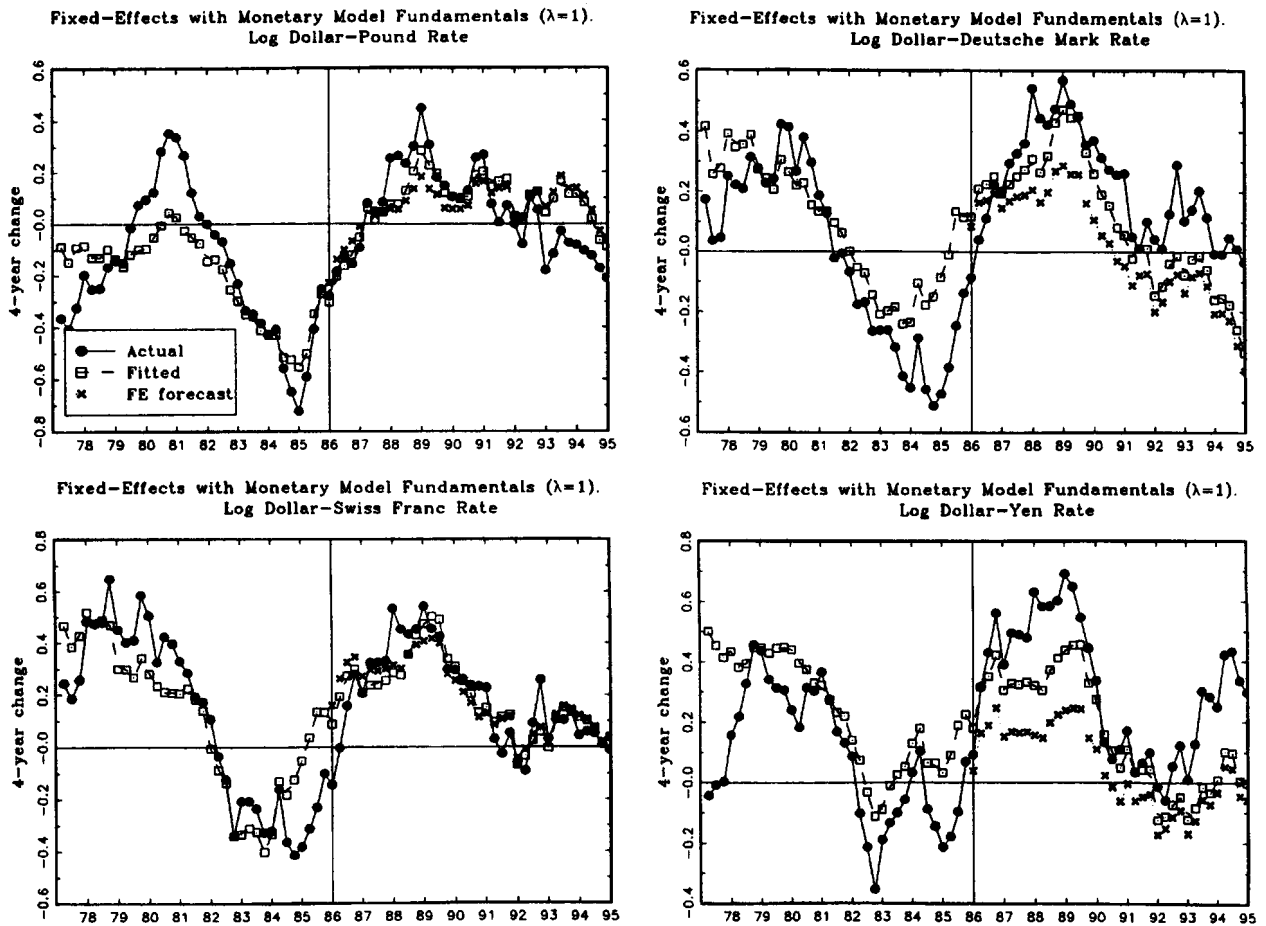 Fixed-Effects with Monetary Model Fundamentals (λ=1).
Log Dollar-Pound Rate
4-year change
0.6
0.4
0.2
-0.0
-0.2
-0.4
-0.6
-0.8
Actual
Fitted
FE forecast
78 79 80 81 82 83 84 85 86 87 88 89 90 91 92 93 94 95
Fixed-Effects with Monetary Model Fundamentals (λ=1).
Log Dollar-Deutsche Mark Rate
4-year change
0.6
0.4
0.2
-0.0
-0.2
-0.4
-0.6
78 79 80 81 82 83 84 85 86 87 88 89 90 91 92 93 94 95
Fixed-Effects with Monetary Model Fundamentals (λ=1).
Log Dollar-Swiss Franc Rate
4-year change
0.8
0.6
0.4
0.2
-0.0
-0.2
-0.4
-0.6
78 79 80 81 82 83 84 85 86 87 88 89 90 91 92 93 94 95
Fixed-Effects with Monetary Model Fundamentals (λ=1).
Log Dollar-Yen Rate
4-year change
0.8
0.6
0.4
0.2
-0.0
-0.2
-0.4
78 79 80 81 82 83 84 85 86 87 88 89 90 91 92 93 94 95